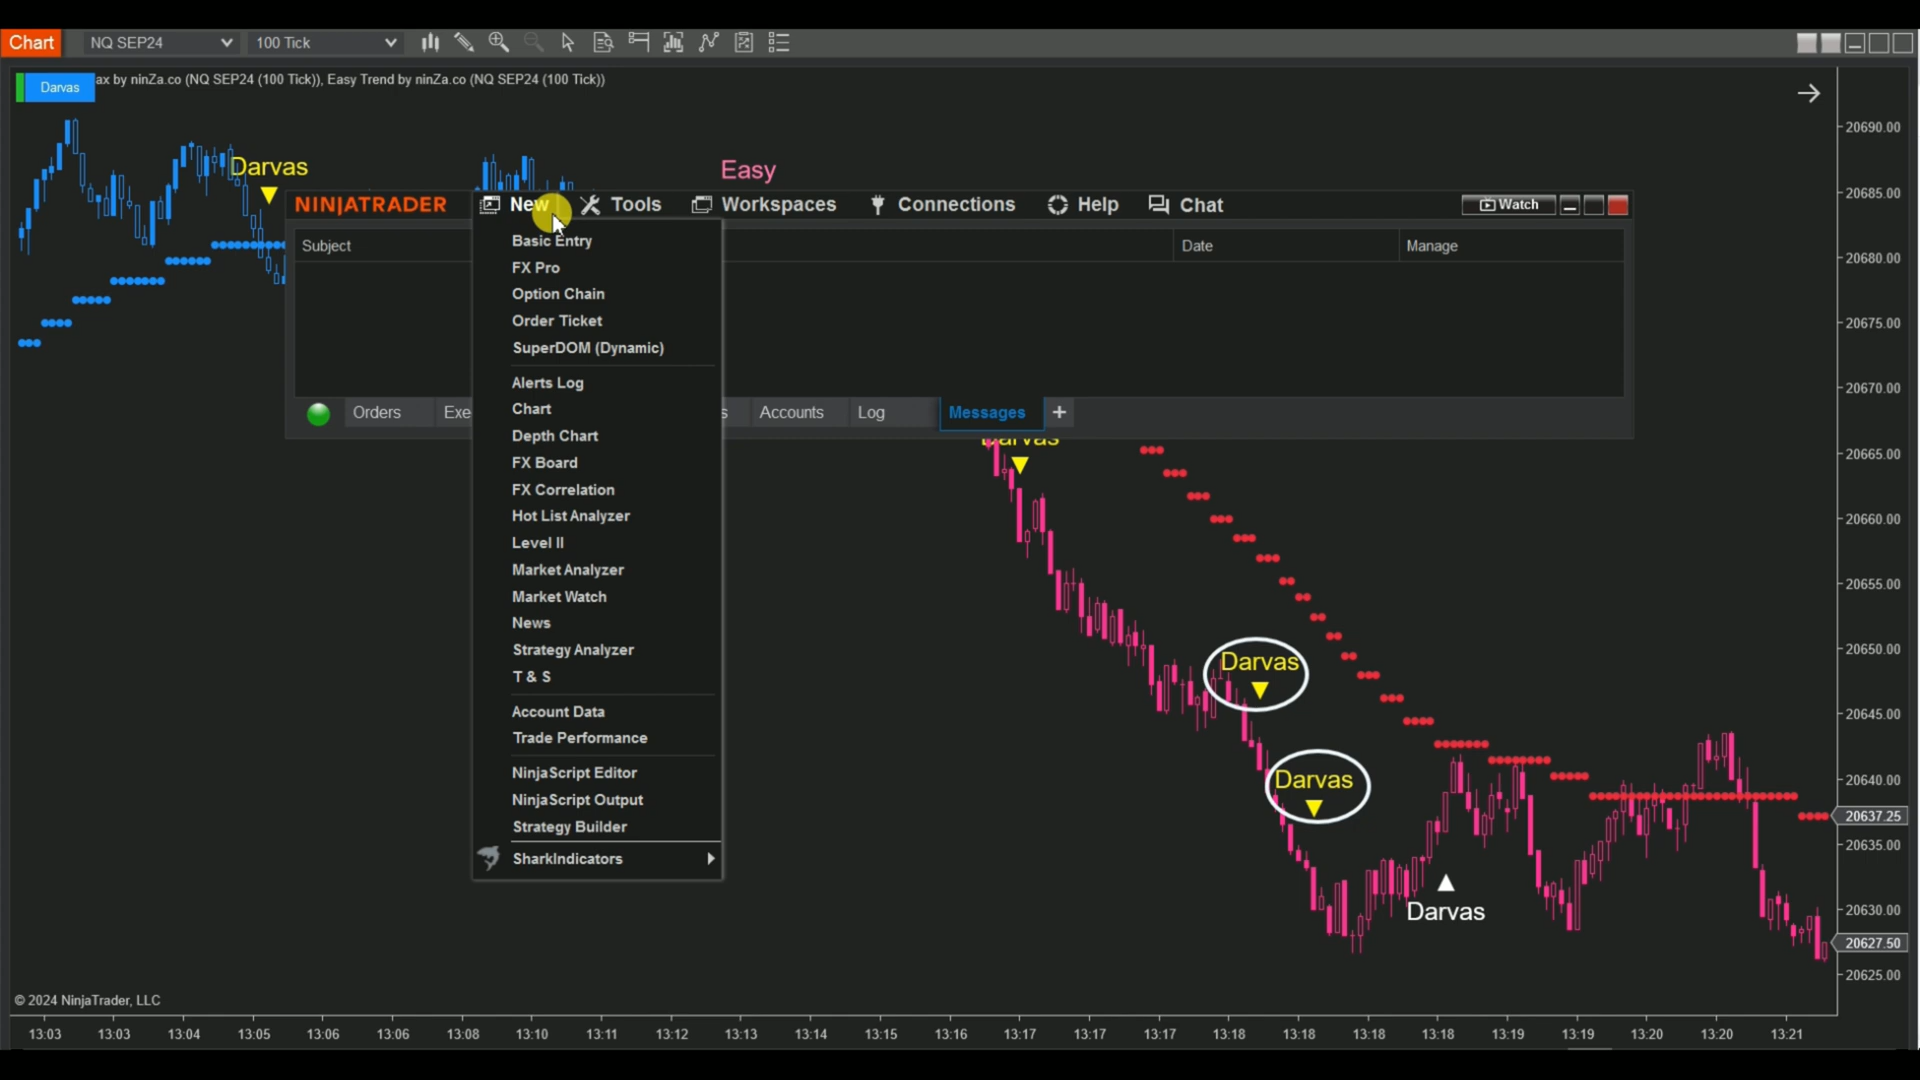 Chart NQ SEP24 100 Tick
Darvas ax by ninZa.co (NQ SEP24 (100 Tick)), Easy Trend by ninZa.co (NQ SEP24 (100 Tick))
Darvas
Easy
NINJATRADER New Tools Workspaces Connections Help Chat Watch
Subject Date Manage
Basic Entry
FX Pro
Option Chain
Order Ticket
SuperDOM (Dynamic)
Alerts Log
Chart
Depth Chart
FX Board
FX Correlation
Hot List Analyzer
Level II
Market Analyzer
Market Watch
News
Strategy Analyzer
T & S
Account Data
Trade Performance
NinjaScript Editor
NinjaScript Output
Strategy Builder
SharkIndicators
Orders Exe s Accounts Log Messages +
Darvas
Darvas
Darvas
Darvas
20690.00
20685.00
20680.00
20675.00
20670.00
20665.00
20660.00
20655.00
20650.00
20645.00
20640.00
20637.25
20635.00
20630.00
20627.50
20625.00
© 2024 NinjaTrader, LLC
13:03 13:03 13:04 13:05 13:06 13:06 13:08 13:10 13:11 13:12 13:13 13:14 13:15 13:16 13:17 13:17 13:17 13:18 13:18 13:18 13:18 13:19 13:19 13:20 13:20 13:21